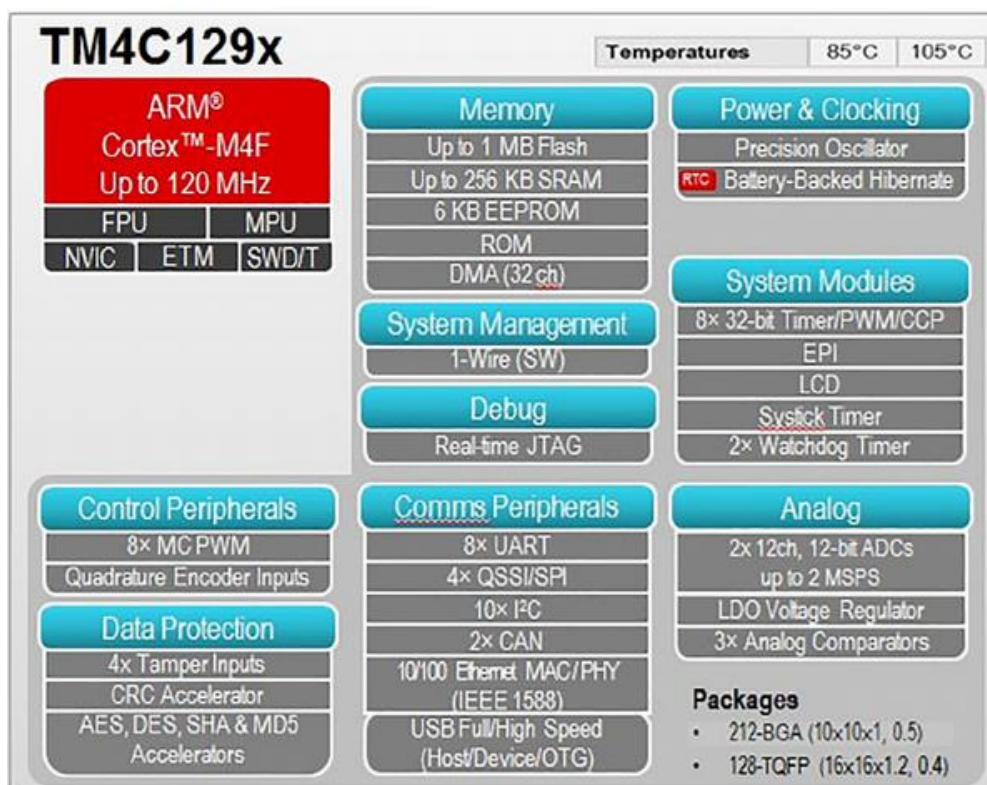 TM4C129x
Temperatures 85°C 105°C
ARM®
Cortex™-M4F
Up to 120 MHz
FPU MPU
NVIC ETM SWD/T
Memory
Up to 1 MB Flash
Up to 256 KB SRAM
6 KB EEPROM
ROM
DMA (32 ch)
System Management
1-Wire (SW)
Debug
Real-time JTAG
Power & Clocking
Precision Oscillator
RTC Battery-Backed Hibernate
System Modules
8× 32-bit Timer/PWM/CCP
EPI
LCD
Systick Timer
2× Watchdog Timer
Control Peripherals
8× MC PWM
Quadrature Encoder Inputs
Data Protection
4x Tamper Inputs
CRC Accelerator
AES, DES, SHA & MD5
Accelerators
Comms Peripherals
8× UART
4× QSSI/SPI
10× I²C
2× CAN
10/100 Ethernet MAC/PHY
(IEEE 1588)
USB Full/High Speed
(Host/Device/OTG)
Analog
2x 12ch, 12-bit ADCs
up to 2 MSPS
LDO Voltage Regulator
3× Analog Comparators
Packages
• 212-BGA (10x10x1, 0.5)
• 128-TQFP (16x16x1.2, 0.4)